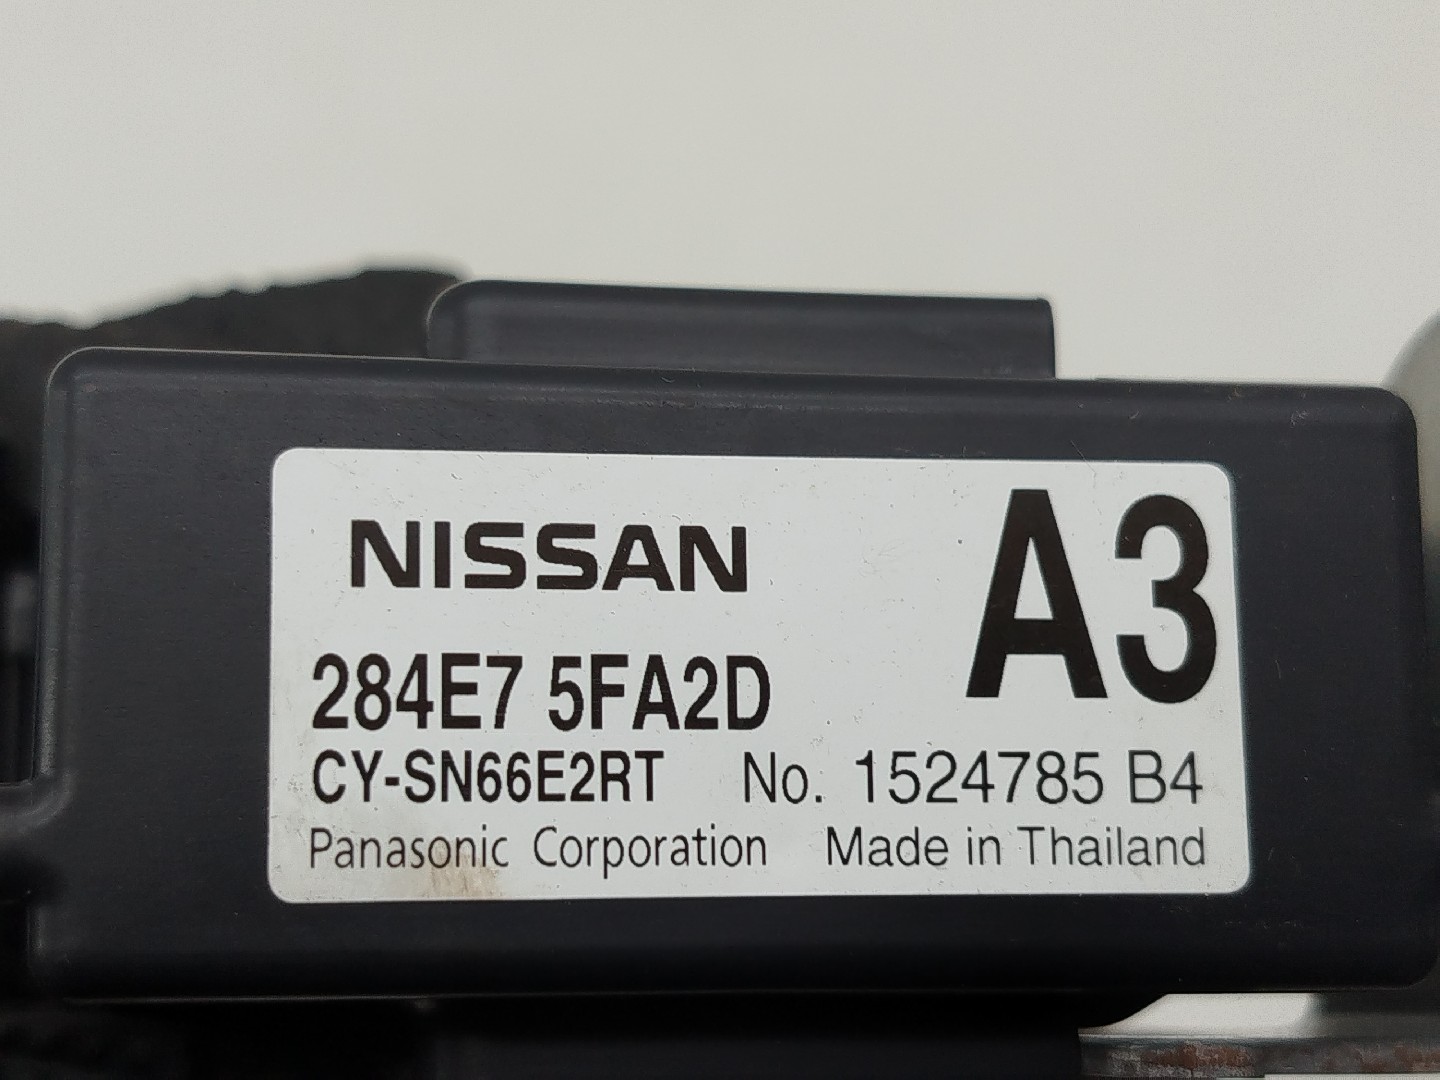 NISSAN A3
284E7 5FA2D
CY-SN66E2RT No. 1524785 B4
Panasonic Corporation Made in Thailand